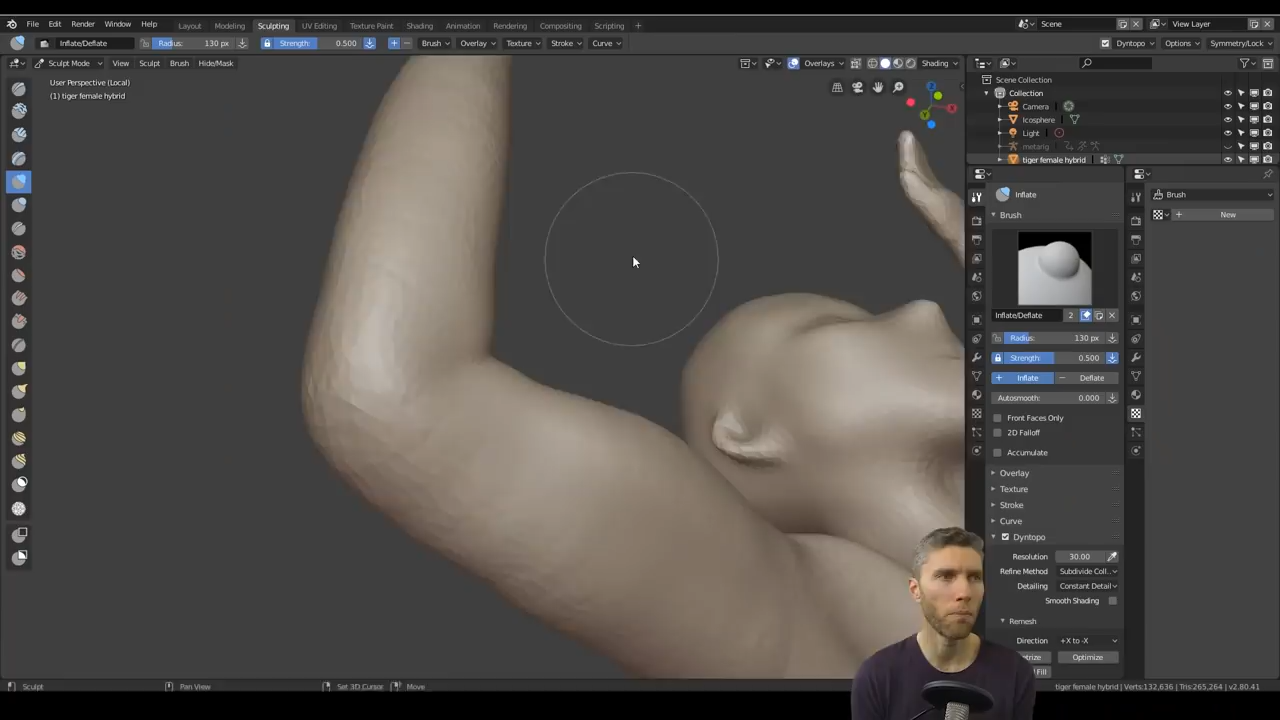 File Edit Render Window Help Layout Modeling Sculpting UV Editing Texture Paint Shading Animation Rendering Compositing Scripting + Scene View Layer
Inflate/Deflate Radius: 130 px Strength: 0.500 + − Brush Overlay Texture Stroke Curve Dyntopo Options Symmetry/Lock
Sculpt Mode View Sculpt Brush Hide/Mask Overlays Shading
User Perspective (Local)
(1) tiger female hybrid
Scene Collection
Collection
Camera
Icosphere
Light
metarig
tiger female hybrid
Inflate
Brush
Inflate/Deflate 2
Radius: 130 px
Strength: 0.500
+ Inflate − Deflate
Autosmooth: 0.000
Front Faces Only
2D Falloff
Accumulate
Overlay
Texture
Stroke
Curve
Dyntopo
Resolution 30.00
Refine Method Subdivide Coll..
Detailing Constant Detail
Smooth Shading
Remesh
Direction +X to -X
Optimize
Fill
Brush
+ New
Sculpt Pan View Set 3D Cursor Move tiger female hybrid | Verts:132,636 | Tris:265,264 | v2.80.41